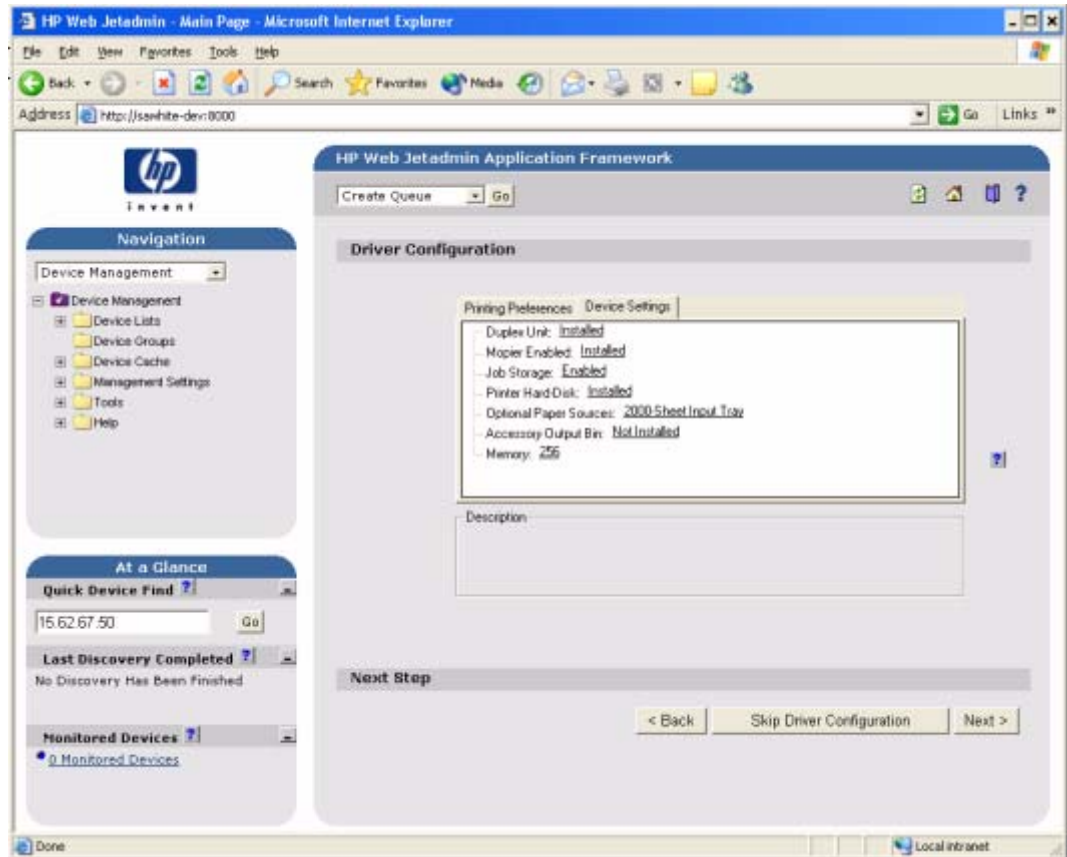 HP Web Jetadmin - Main Page - Microsoft Internet Explorer
File Edit View Favorites Tools Help
Back Search Favorites Media
Address http://sawhite-dev:8000 Go Links »
hp
invent
HP Web Jetadmin Application Framework
Create Queue Go ?
Navigation
Device Management
Device Management
Device Lists
Device Groups
Device Cache
Management Settings
Tools
Help
Driver Configuration
Printing Preferences Device Settings
Duplex Unit: Installed
Mopier Enabled: Installed
Job Storage: Enabled
Printer Hard Disk: Installed
Optional Paper Sources: 2000-Sheet Input Tray
Accessory Output Bin: Not Installed
Memory: 256
?
Description
At a Glance
Quick Device Find ?
15.62.67.50 Go
Last Discovery Completed ?
No Discovery Has Been Finished
Monitored Devices ?
0 Monitored Devices
Next Step
< Back Skip Driver Configuration Next >
Done Local intranet